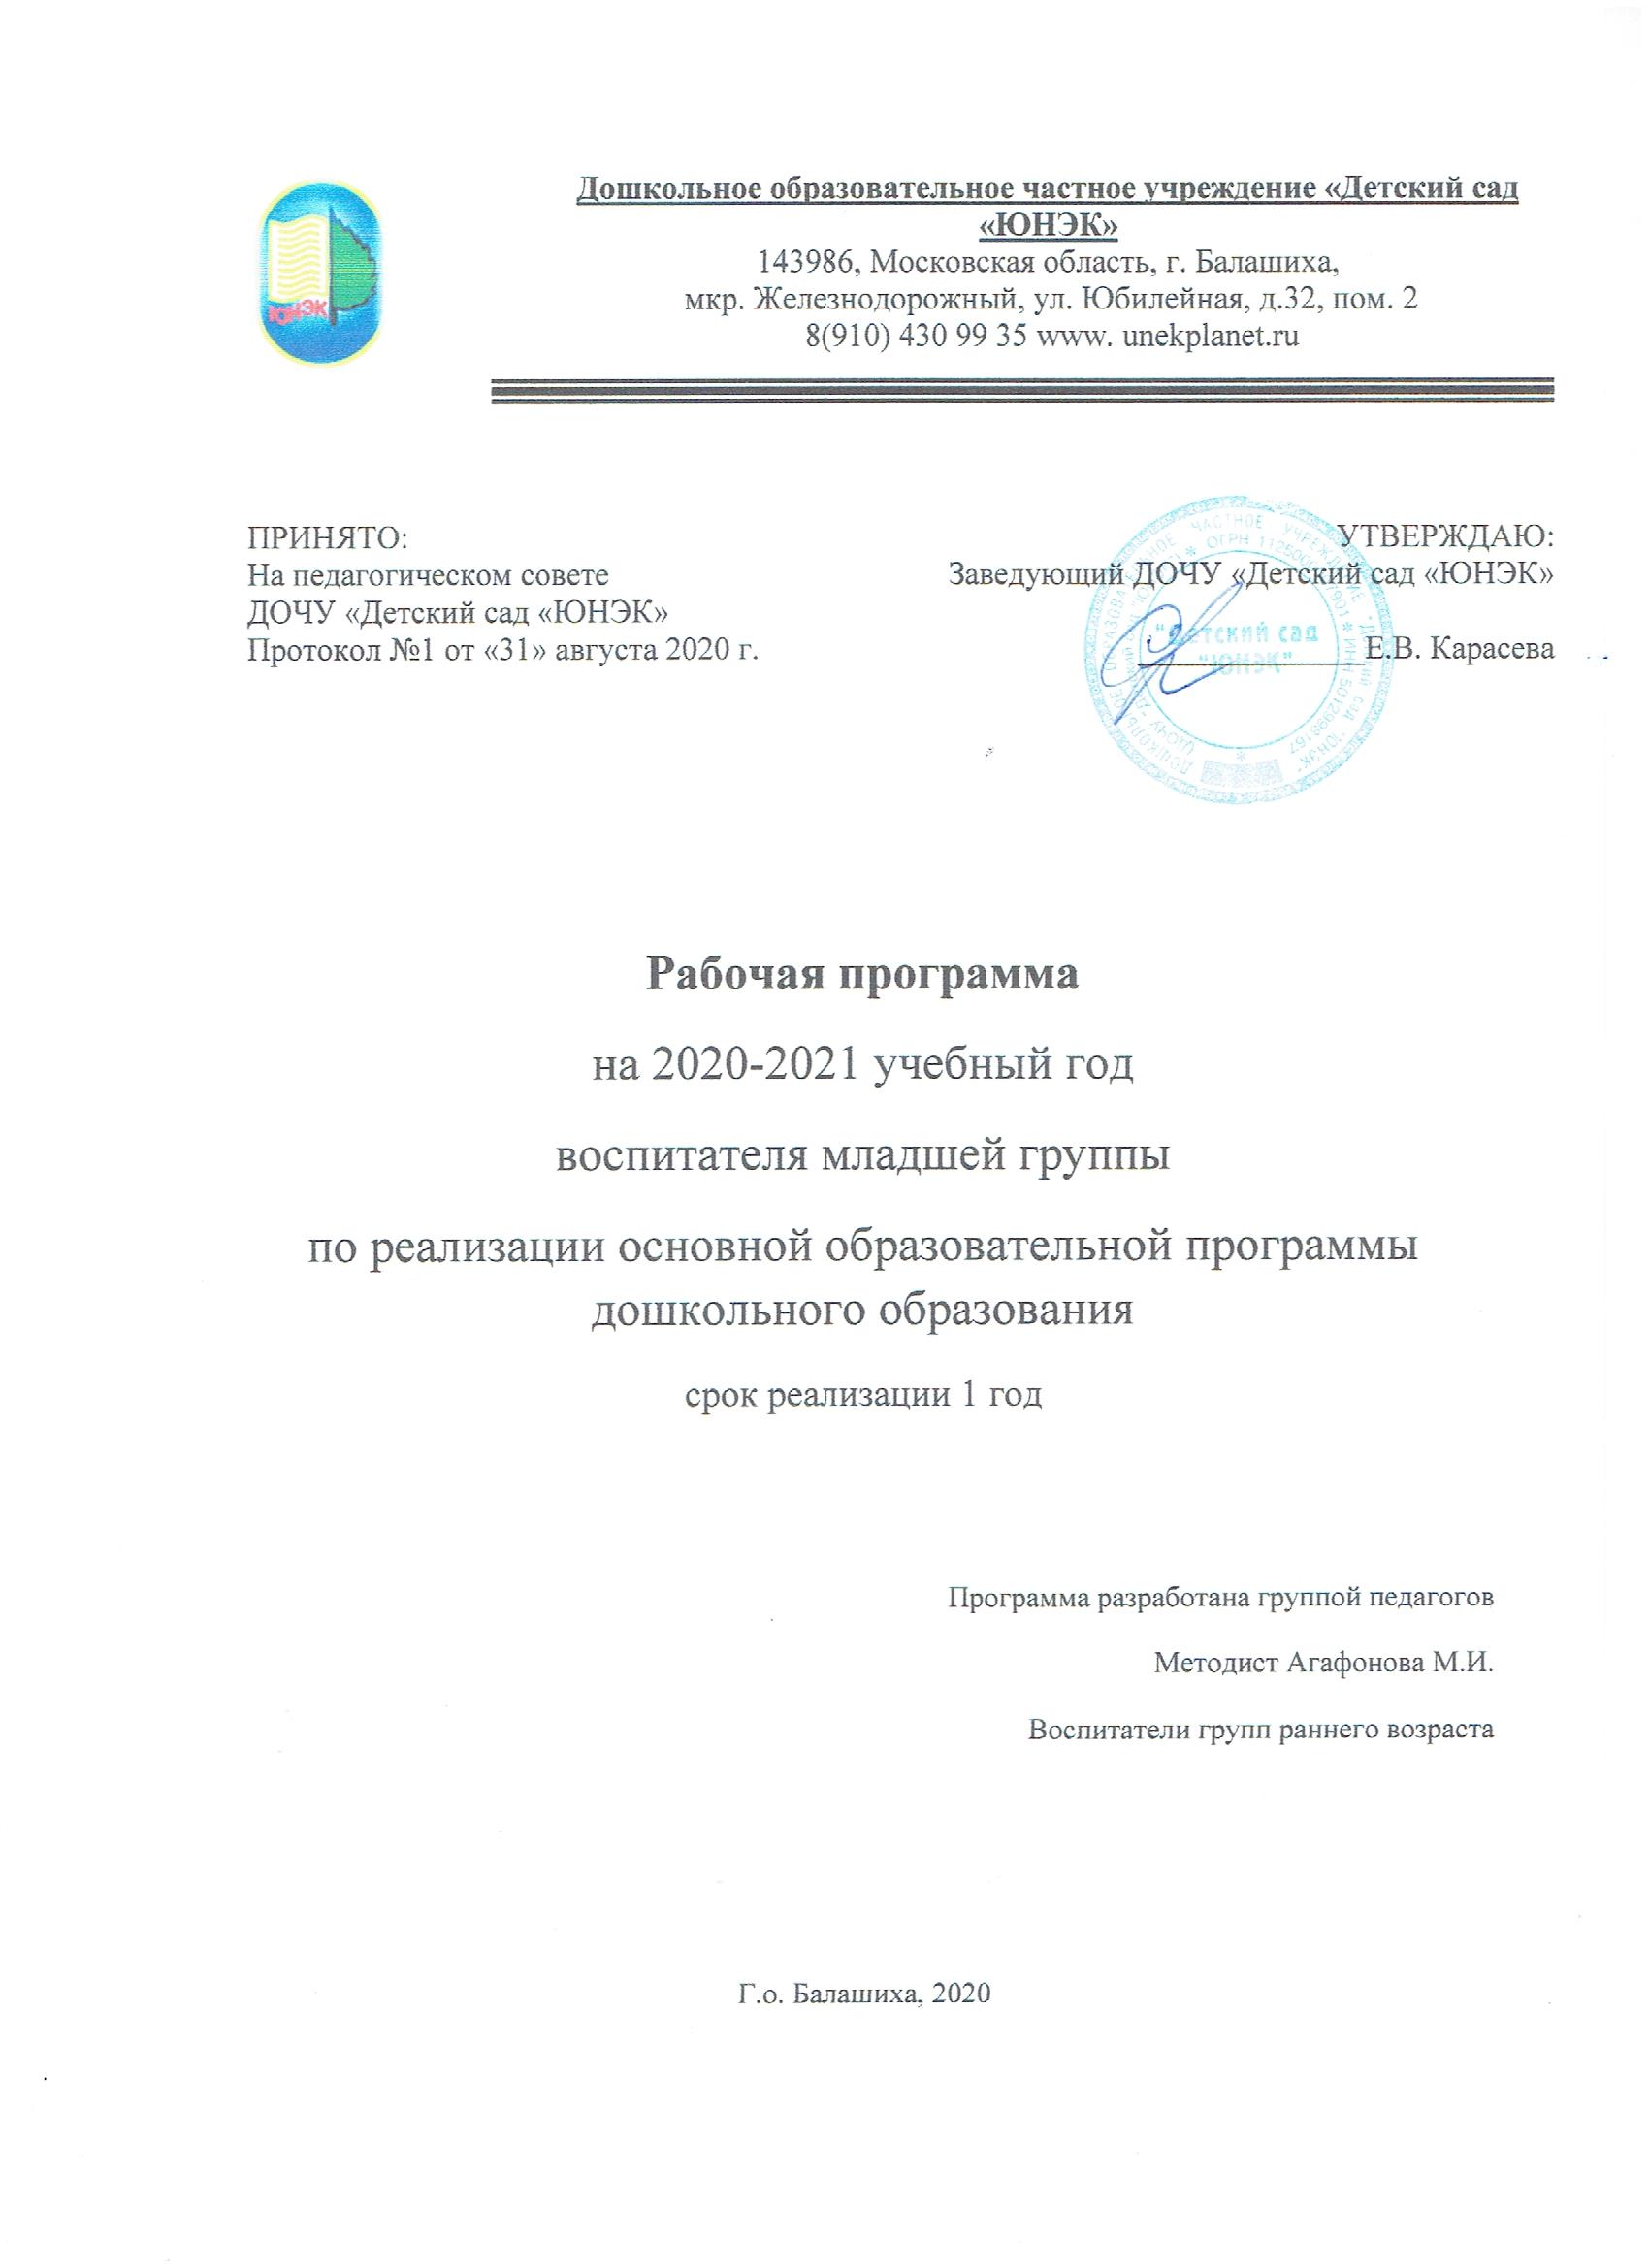 Дошкольное образовательное частное учреждение «Детский сад
«ЮНЭК»
143986, Московская область, г. Балашиха,
мкр. Железнодорожный, ул. Юбилейная, д.32, пом. 2
8(910) 430 99 35 www. unekplanet.ru
ЮНЭК
ПРИНЯТО:
На педагогическом совете
ДОЧУ «Детский сад «ЮНЭК»
Протокол №1 от «31» августа 2020 г.
УТВЕРЖДАЮ:
Заведующий ДОЧУ «Детский сад «ЮНЭК»
Е.В. Карасева
"Детский сад
"ЮНЭК"
Рабочая программа
на 2020-2021 учебный год
воспитателя младшей группы
по реализации основной образовательной программы
дошкольного образования
срок реализации 1 год
Программа разработана группой педагогов
Методист Агафонова М.И.
Воспитатели групп раннего возраста
Г.о. Балашиха, 2020